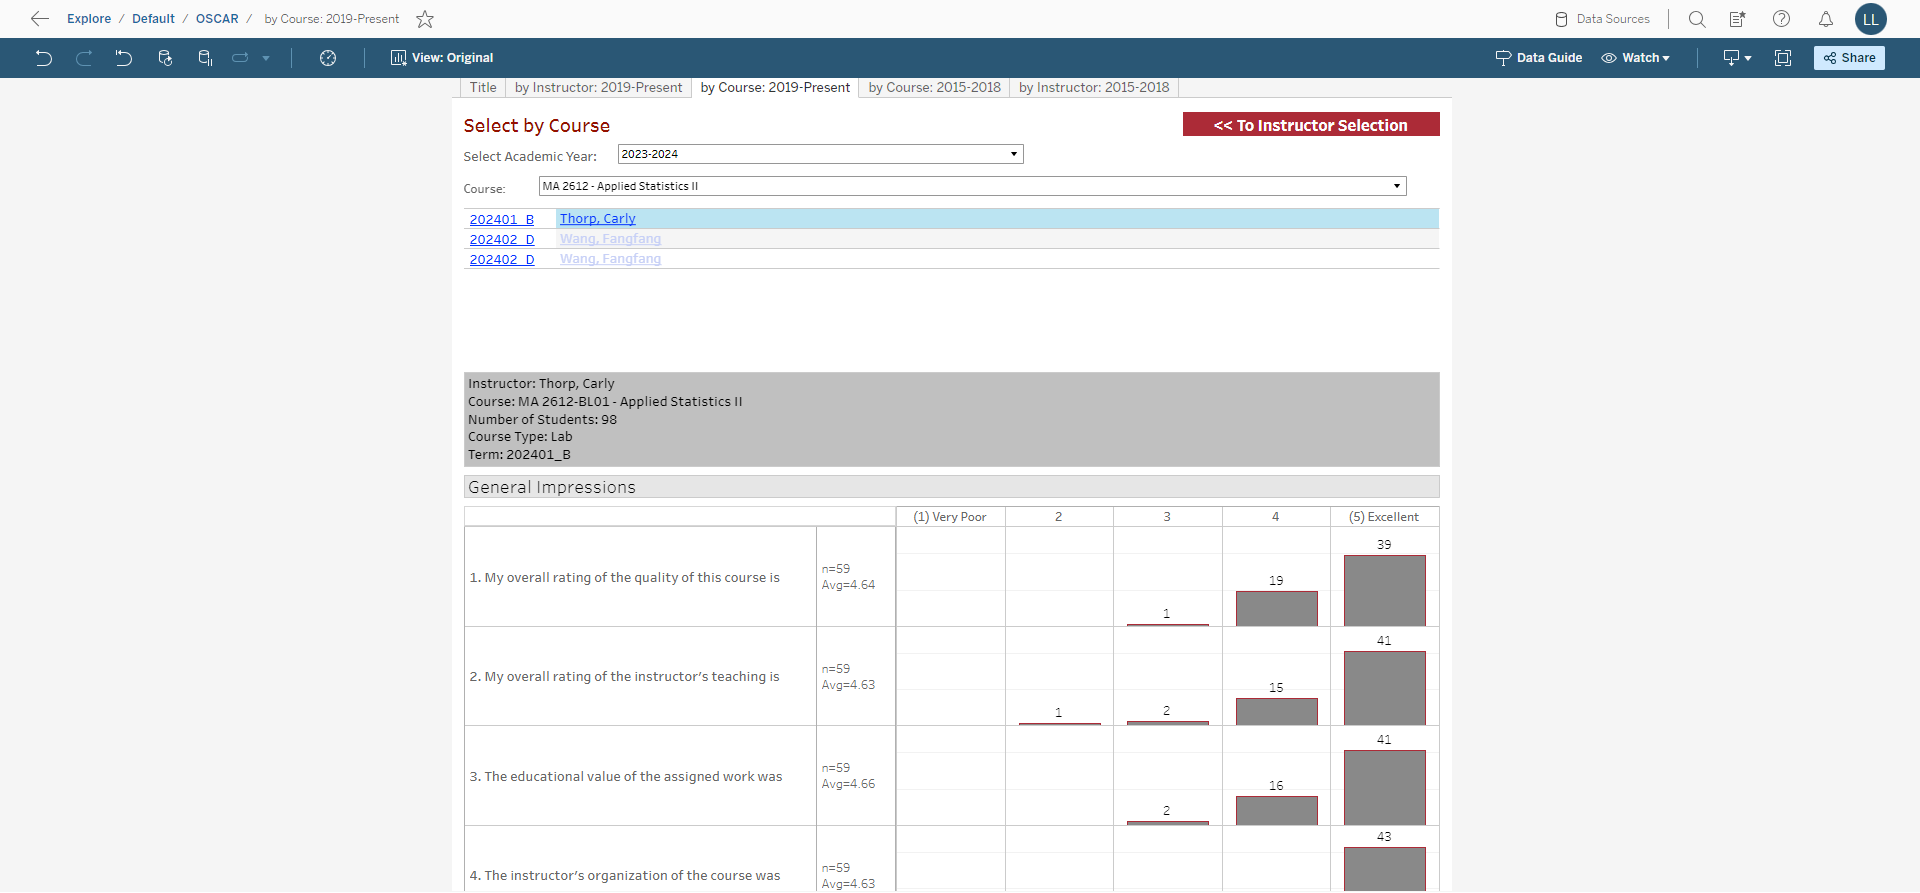 Explore / Default / OSCAR / by Course: 2019-Present
Data Sources
LL
View: Original
Data Guide
Watch
Share
Title
by Instructor: 2019-Present
by Course: 2019-Present
by Course: 2015-2018
by Instructor: 2015-2018
Select by Course
<< To Instructor Selection
Select Academic Year:
2023-2024
Course:
MA 2612 - Applied Statistics II
202401_B Thorp, Carly
202402_D Wang, Fangfang
202402_D Wang, Fangfang
Instructor: Thorp, Carly
Course: MA 2612-BL01 - Applied Statistics II
Number of Students: 98
Course Type: Lab
Term: 202401_B
General Impressions
(1) Very Poor 2 3 4 (5) Excellent
1. My overall rating of the quality of this course is
n=59
Avg=4.64
1
19
39
2. My overall rating of the instructor's teaching is
n=59
Avg=4.63
1
2
15
41
3. The educational value of the assigned work was
n=59
Avg=4.66
2
16
41
4. The instructor's organization of the course was
n=59
Avg=4.63
43